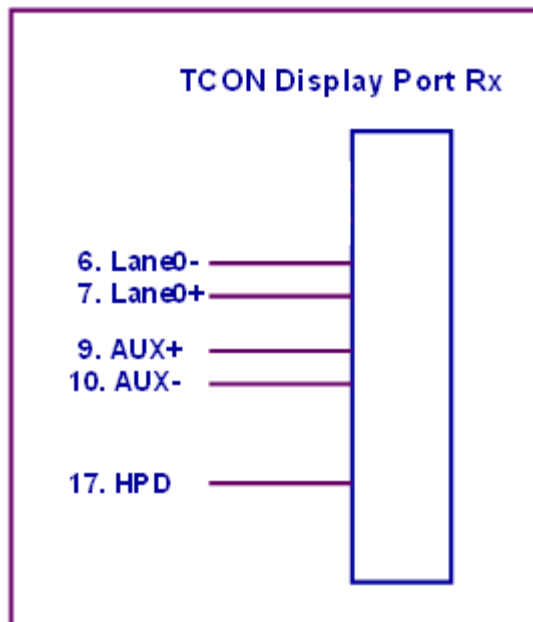 TCON Display Port Rx
6. Lane0-
7. Lane0+
9. AUX+
10. AUX-
17. HPD